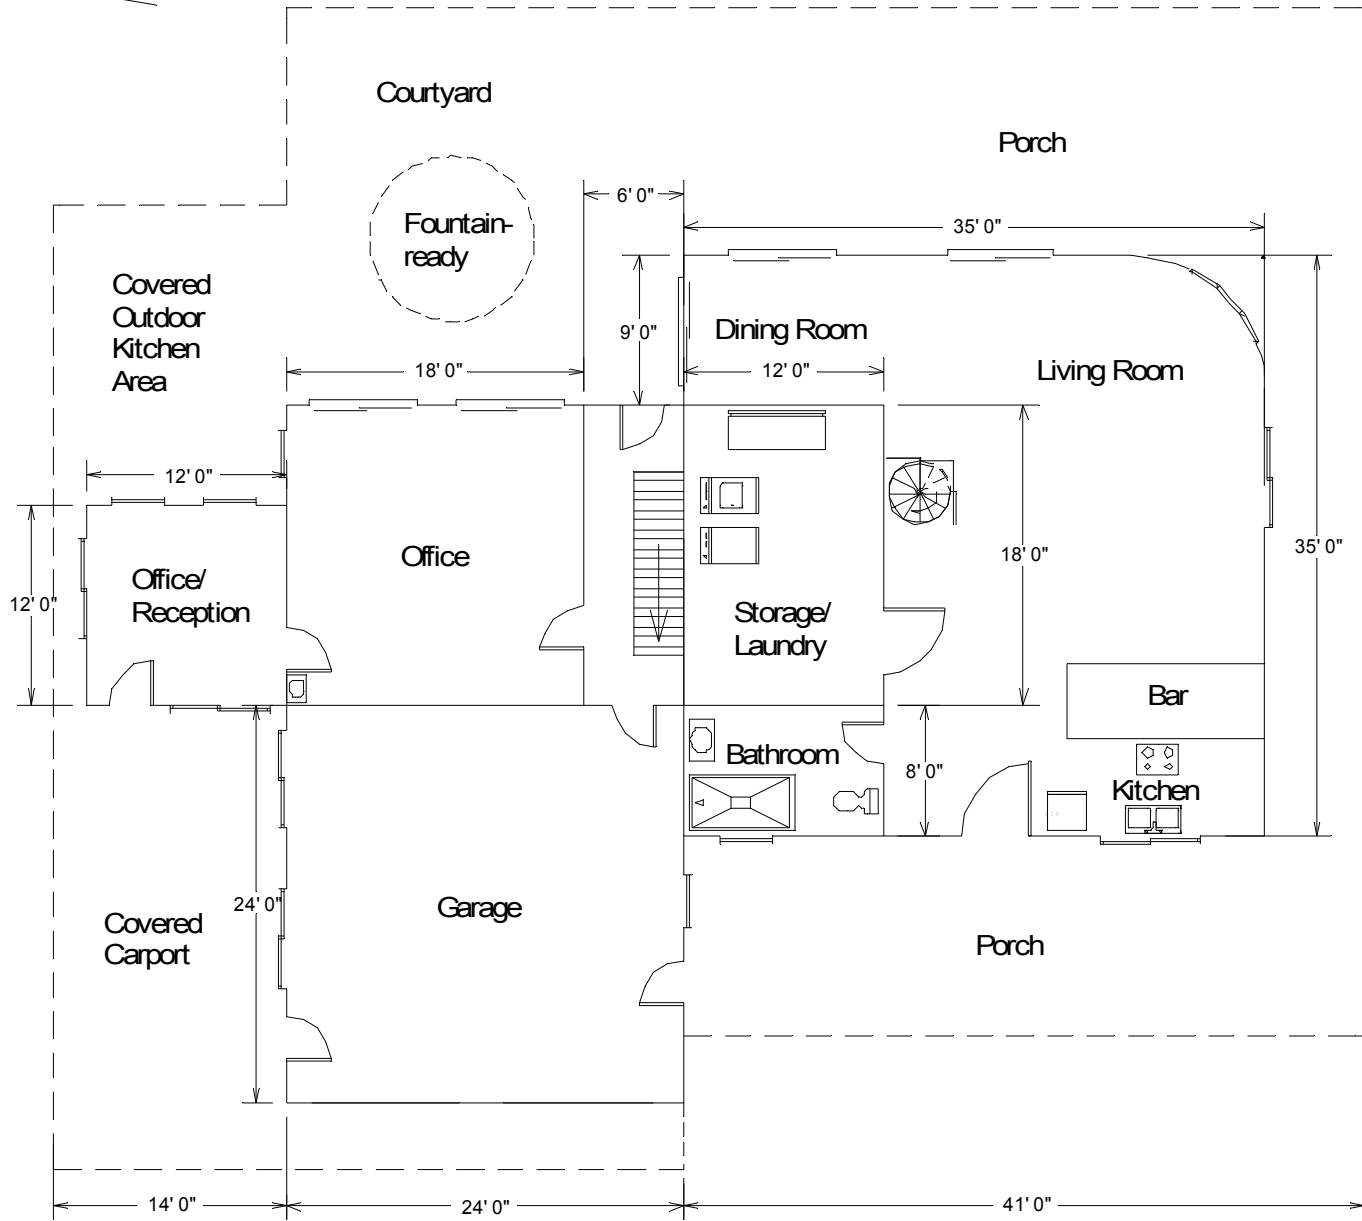 Courtyard
Porch
6' 0"
Fountain-
ready
35' 0"
Covered
Outdoor
Kitchen
Area
9' 0"
Dining Room
18' 0"
12' 0"
Living Room
12' 0"
Office
18' 0"
35' 0"
Office/
Reception
12' 0"
Storage/
Laundry
Bar
Bathroom
8' 0"
Kitchen
24' 0"
Garage
Covered
Carport
Porch
14' 0"
24' 0"
41' 0"